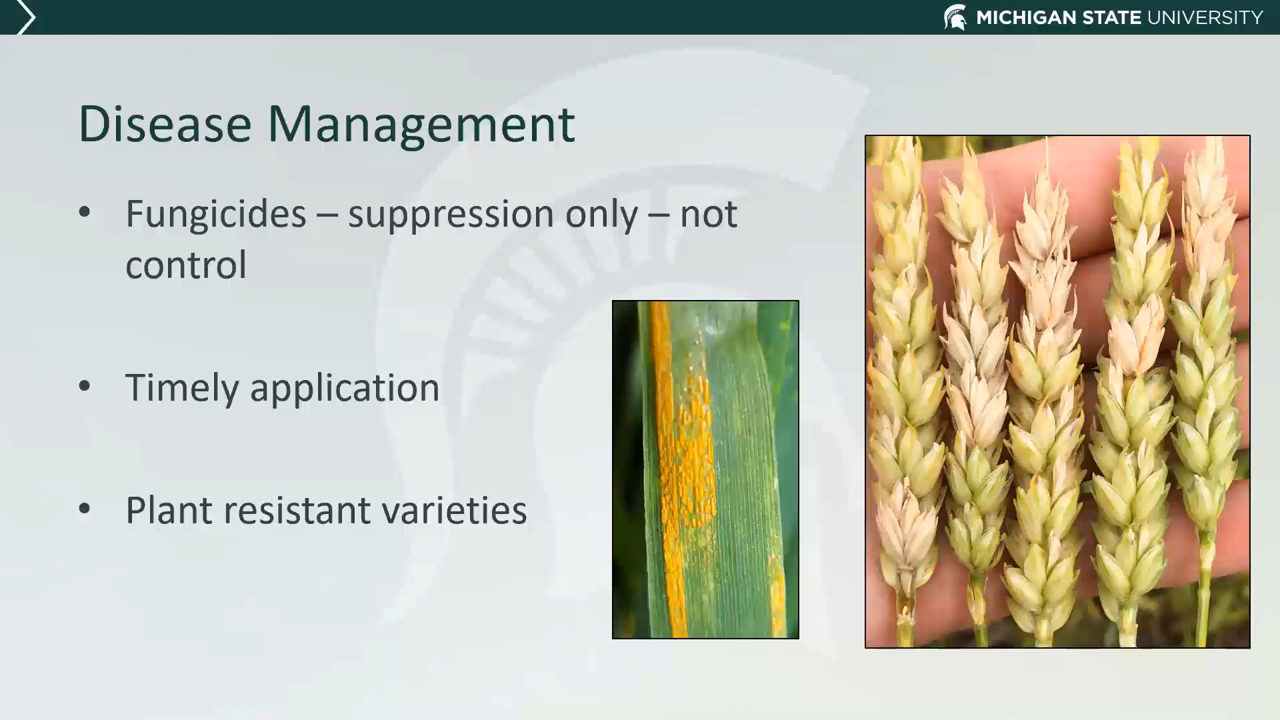 MICHIGAN STATE UNIVERSITY
Disease Management
• Fungicides – suppression only – not
control
• Timely application
• Plant resistant varieties